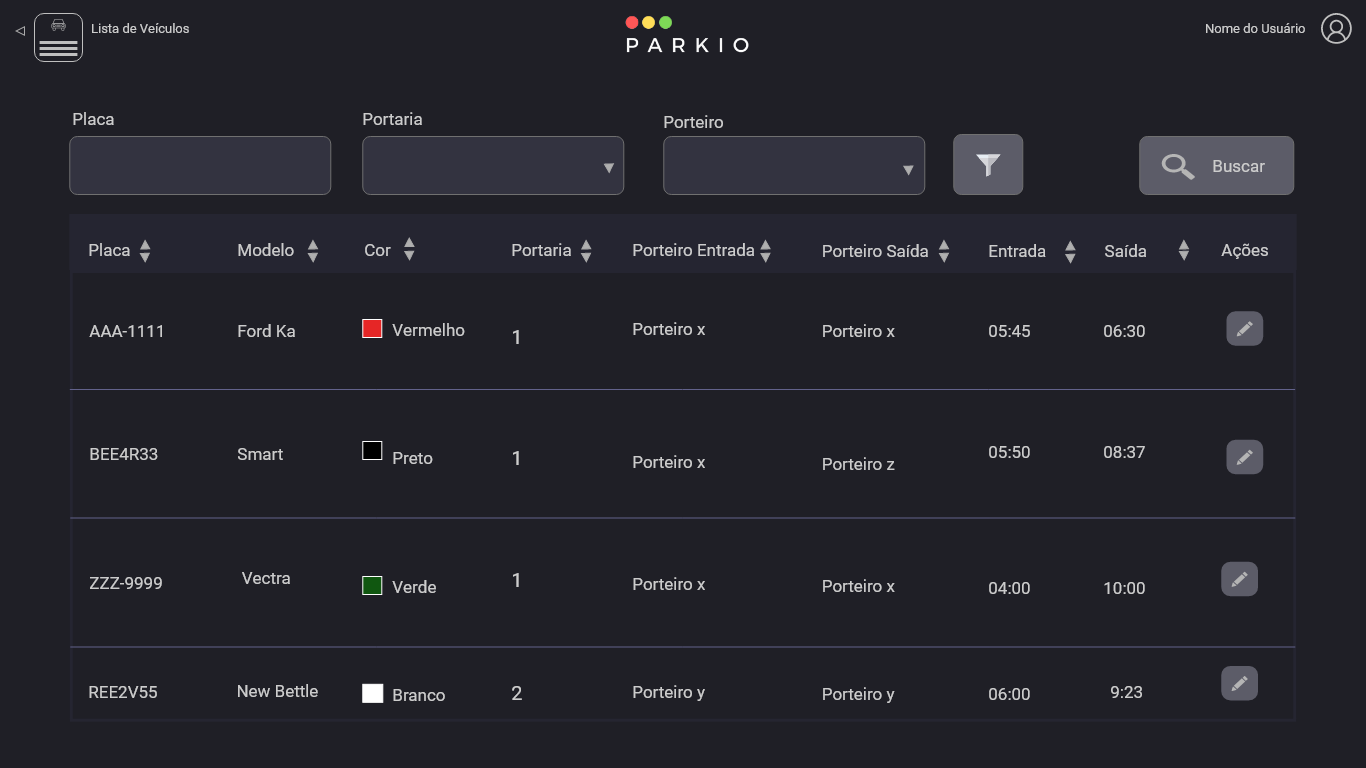 Lista de Veículos
PARKIO
Nome do Usuário
Placa Portaria Porteiro
Buscar
Placa Modelo Cor Portaria Porteiro Entrada Porteiro Saída Entrada Saída Ações
AAA-1111 Ford Ka Vermelho 1 Porteiro x Porteiro x 05:45 06:30
BEE4R33 Smart Preto 1 Porteiro x Porteiro z 05:50 08:37
ZZZ-9999 Vectra Verde 1 Porteiro x Porteiro x 04:00 10:00
REE2V55 New Bettle Branco 2 Porteiro y Porteiro y 06:00 9:23